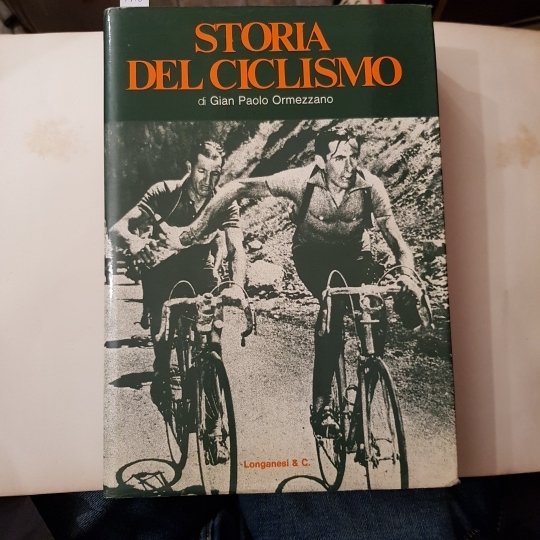 STORIA
DEL CICLISMO
di Gian Paolo Ormezzano
Longanesi & C.